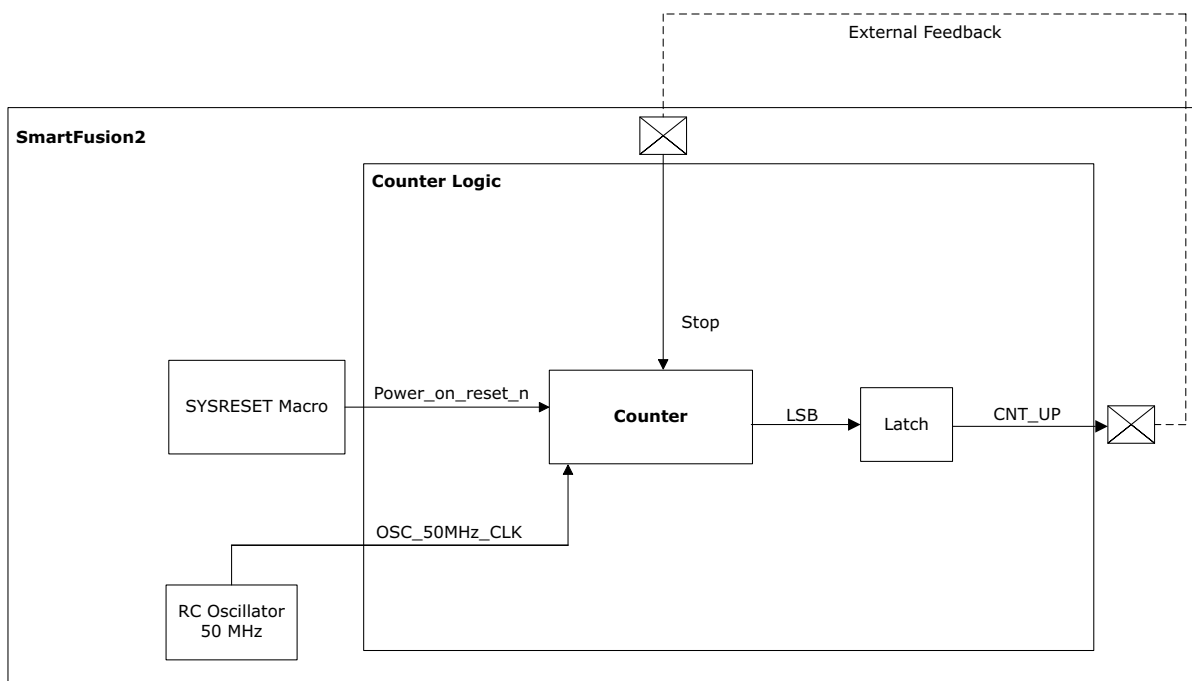 External Feedback
SmartFusion2
Counter Logic
Stop
SYSRESET Macro
Power_on_reset_n
Counter
LSB
Latch
CNT_UP
OSC_50MHz_CLK
RC Oscillator
50 MHz